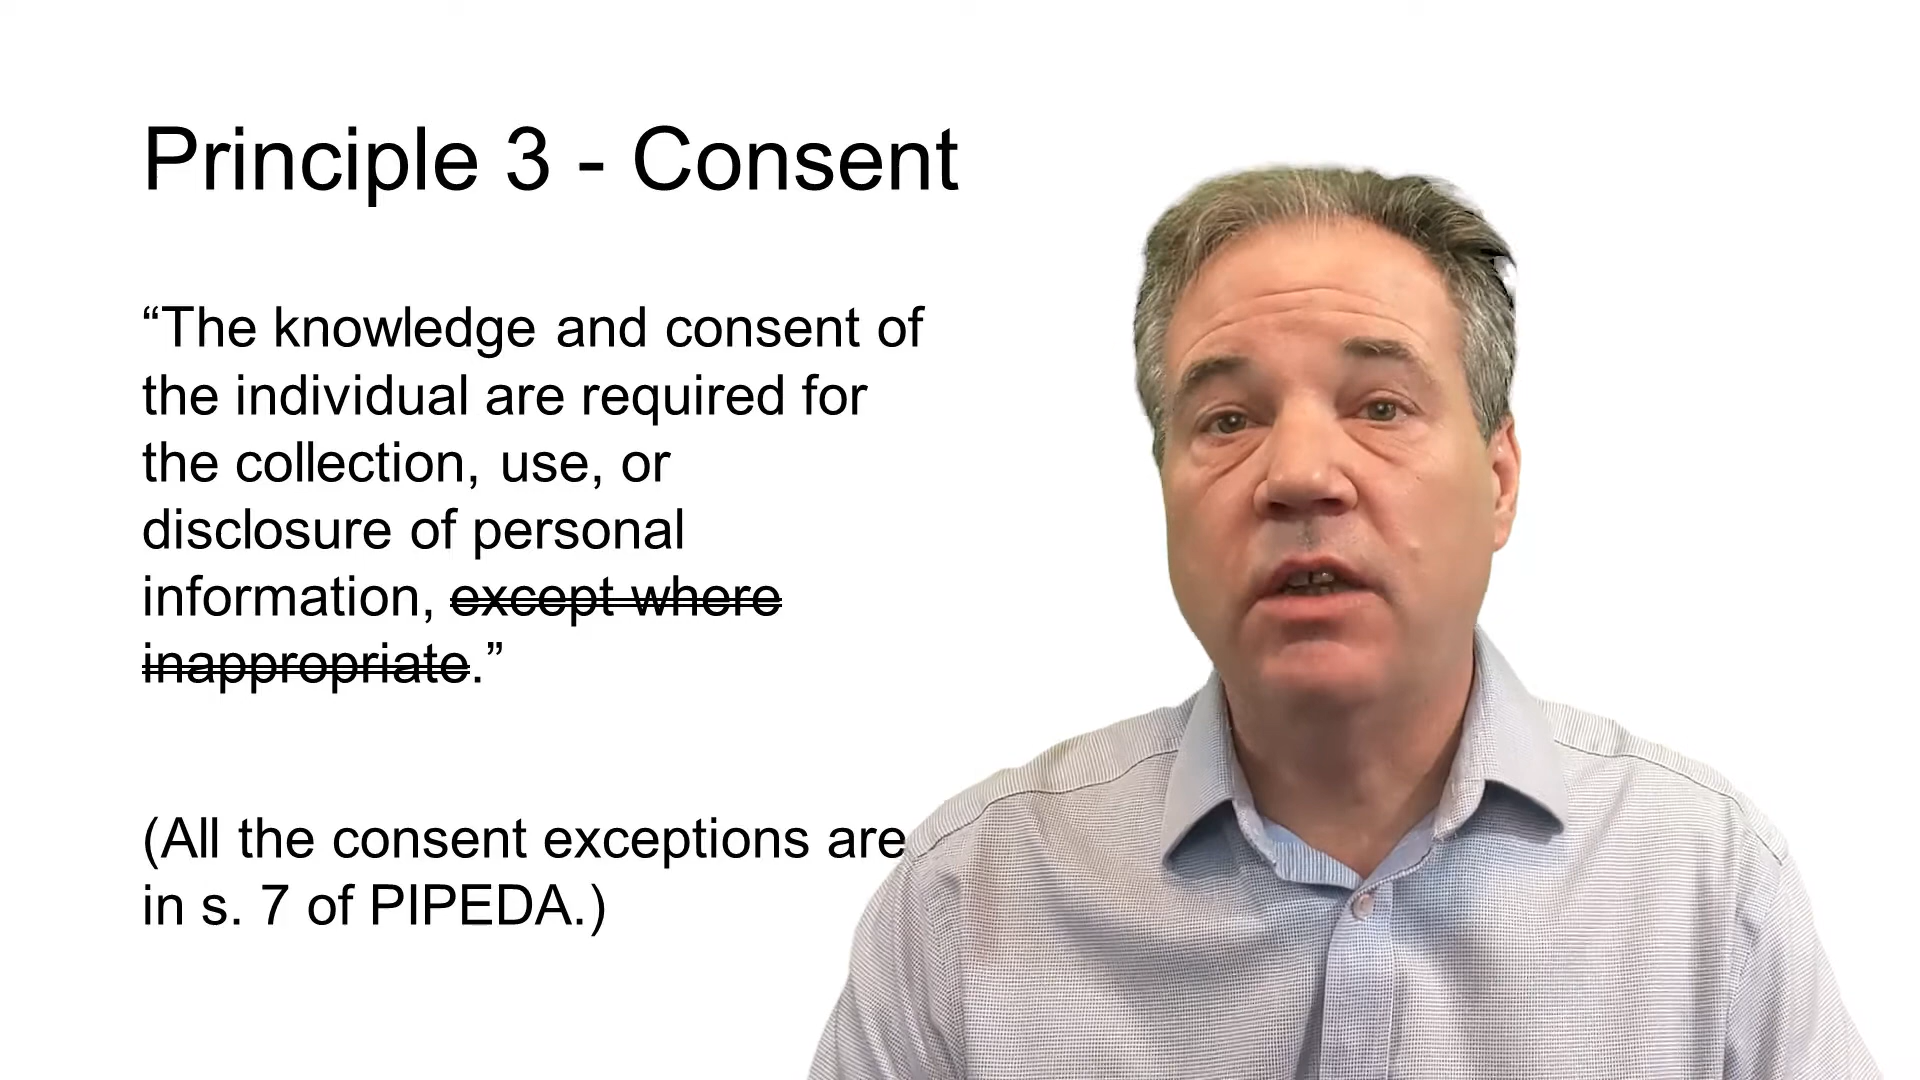 Principle 3 - Consent
“The knowledge and consent of
the individual are required for
the collection, use, or
disclosure of personal
information, except where
inappropriate.”
(All the consent exceptions are
in s. 7 of PIPEDA.)